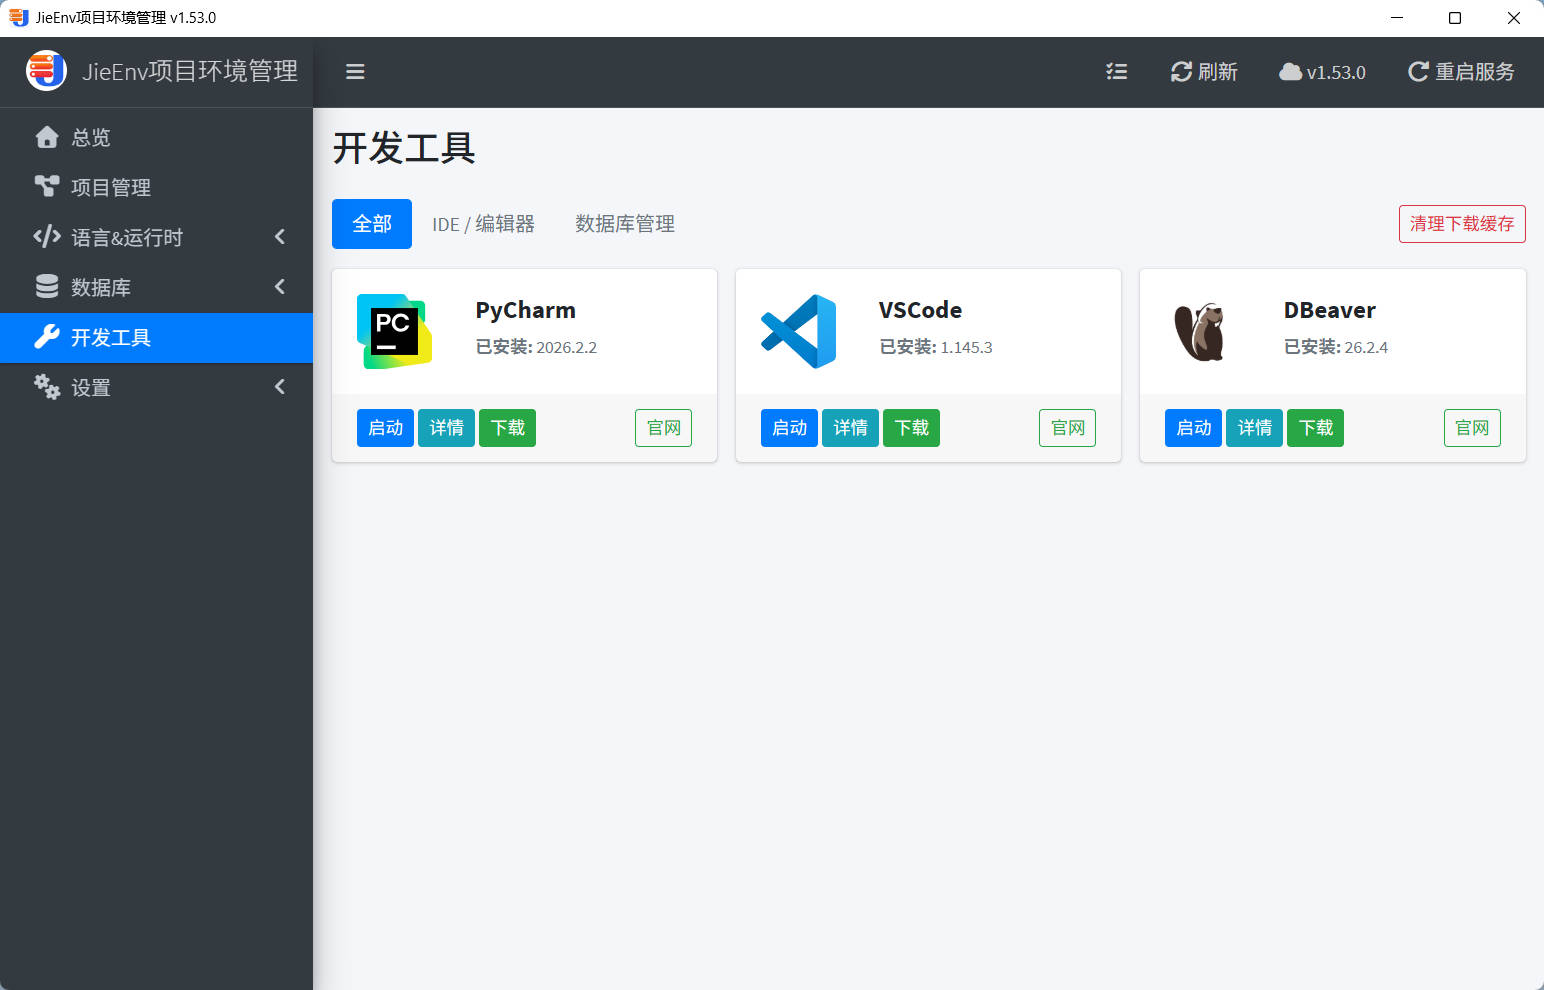 JieEnv项目环境管理 v1.53.0
JieEnv项目环境管理
刷新
v1.53.0
重启服务
总览
项目管理
语言&运行时
数据库
开发工具
设置
开发工具
全部
IDE / 编辑器
数据库管理
清理下载缓存
PC
PyCharm
已安装: 2026.2.2
启动 详情 下载 官网
VSCode
已安装: 1.145.3
启动 详情 下载 官网
DBeaver
已安装: 26.2.4
启动 详情 下载 官网